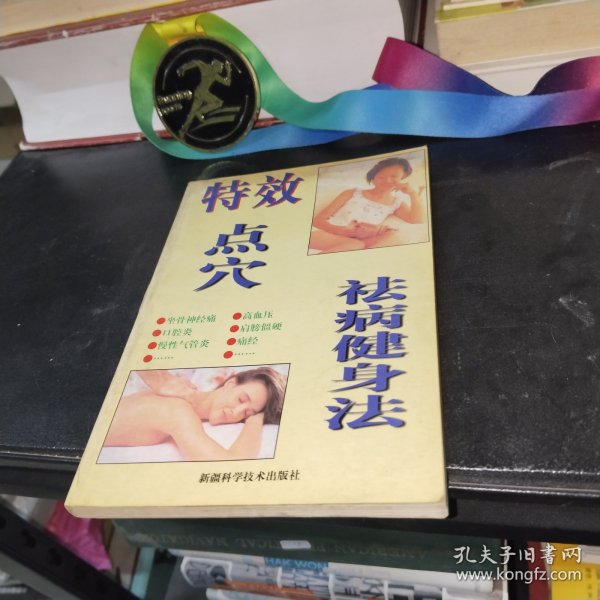 特效
点穴
祛病健身法
坐骨神经痛
口腔炎
慢性气管炎
……
高血压
肩膀僵硬
痛经
……
新疆科学技术出版社
孔夫子旧书网
www.kongfz.com